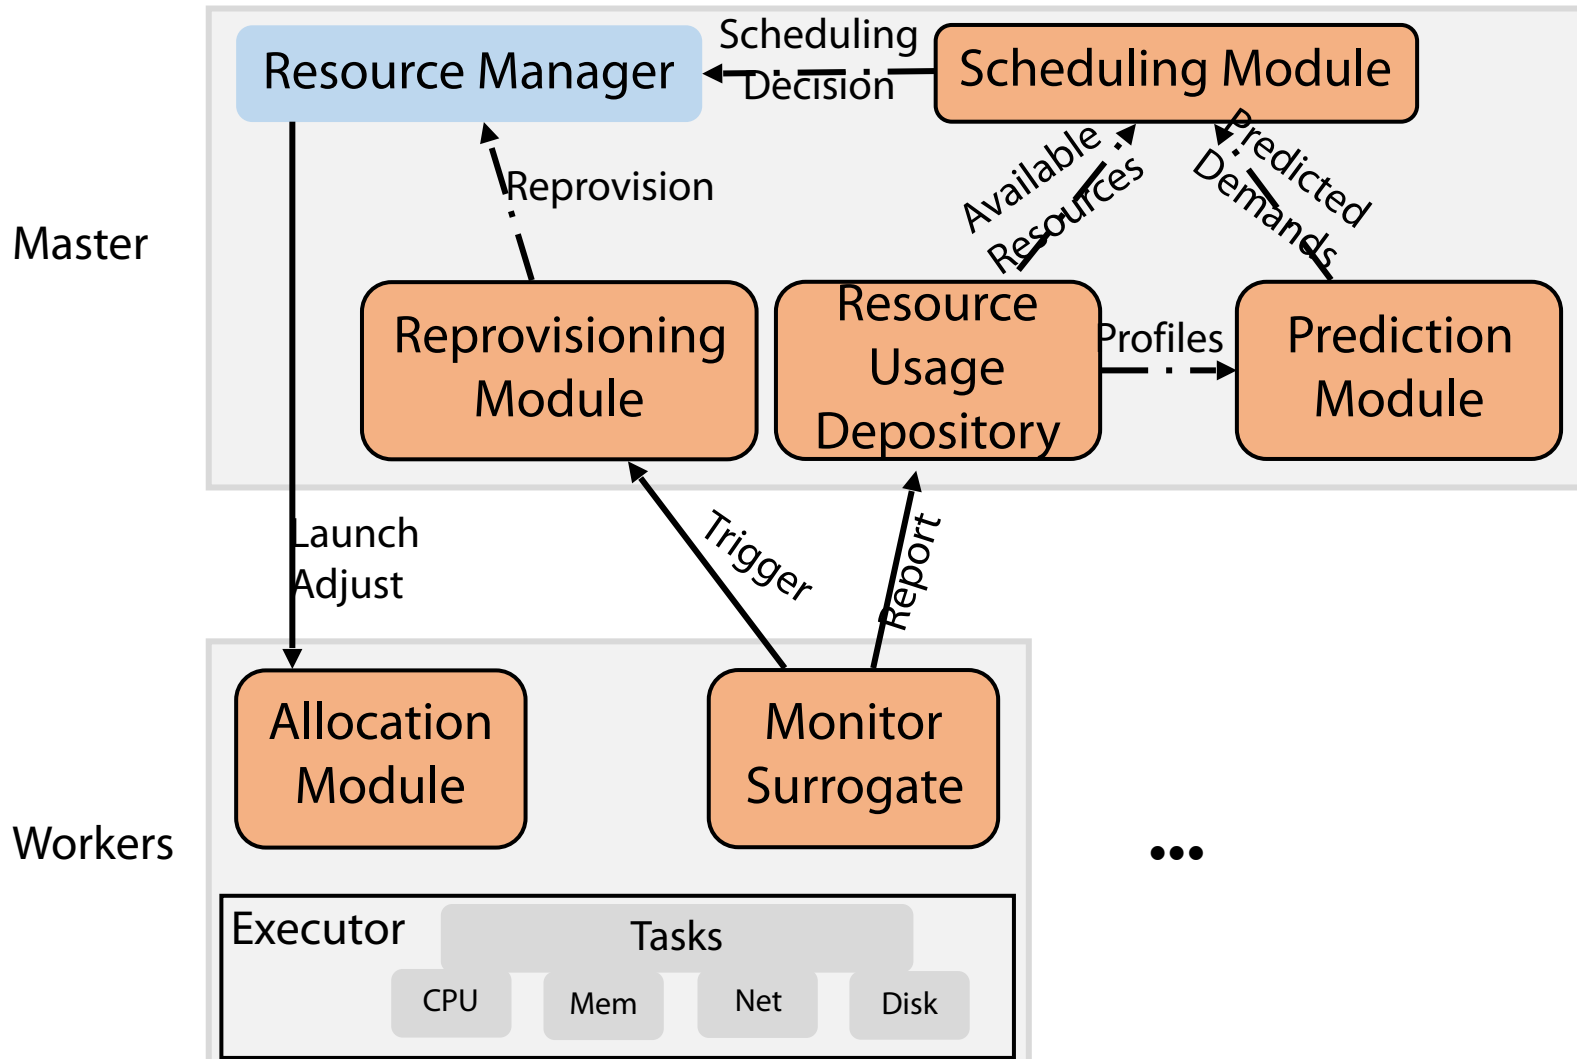 Resource Manager
Scheduling
Decision
Scheduling Module
Reprovision
Available
Resources
Predicted
Demands
Master
Reprovisioning
Module
Resource
Usage
Depository
Profiles
Prediction
Module
Launch
Adjust
Trigger
Report
Allocation
Module
Monitor
Surrogate
Workers
...
Executor
Tasks
CPU
Mem
Net
Disk